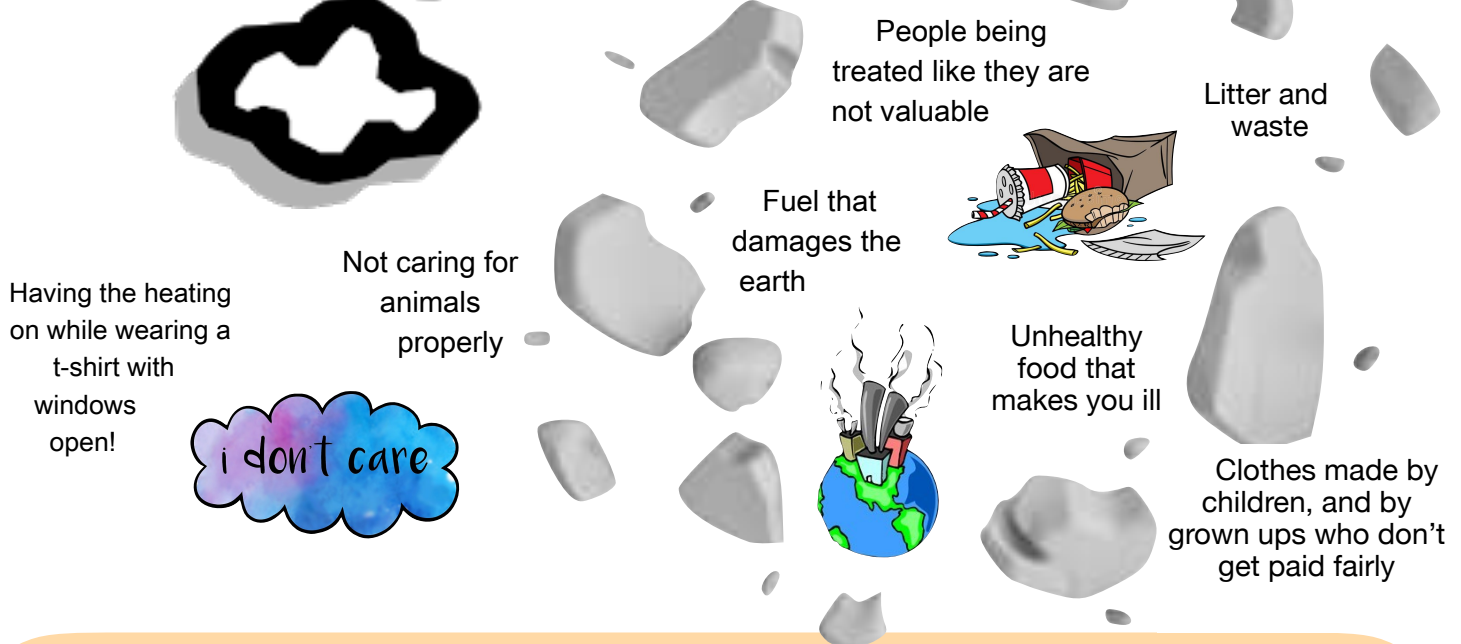 People being
treated like they are
not valuable
Litter and
waste
Fuel that
damages the
earth
Not caring for
animals
properly
Having the heating
on while wearing a
t-shirt with
windows
open!
i don't care
Unhealthy
food that
makes you ill
Clothes made by
children, and by
grown ups who don’t
get paid fairly